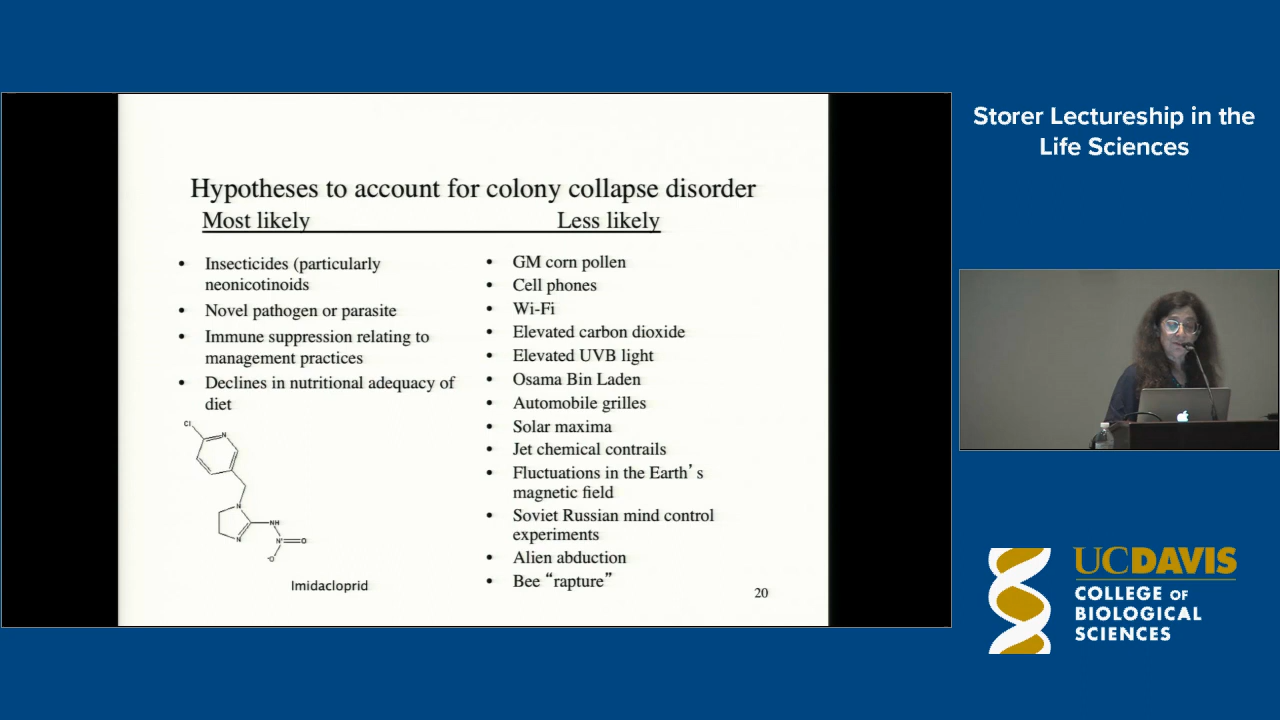 Storer Lectureship in the
Life Sciences
Hypotheses to account for colony collapse disorder
Most likely
Less likely
• Insecticides (particularly
neonicotinoids
• Novel pathogen or parasite
• Immune suppression relating to
management practices
• Declines in nutritional adequacy of
diet
Cl
N
N
N
NH
N⁺
O
⁻O
Imidacloprid
• GM corn pollen
• Cell phones
• Wi-Fi
• Elevated carbon dioxide
• Elevated UVB light
• Osama Bin Laden
• Automobile grilles
• Solar maxima
• Jet chemical contrails
• Fluctuations in the Earth’s
magnetic field
• Soviet Russian mind control
experiments
• Alien abduction
• Bee “rapture”
20
UCDAVIS
COLLEGE OF
BIOLOGICAL
SCIENCES